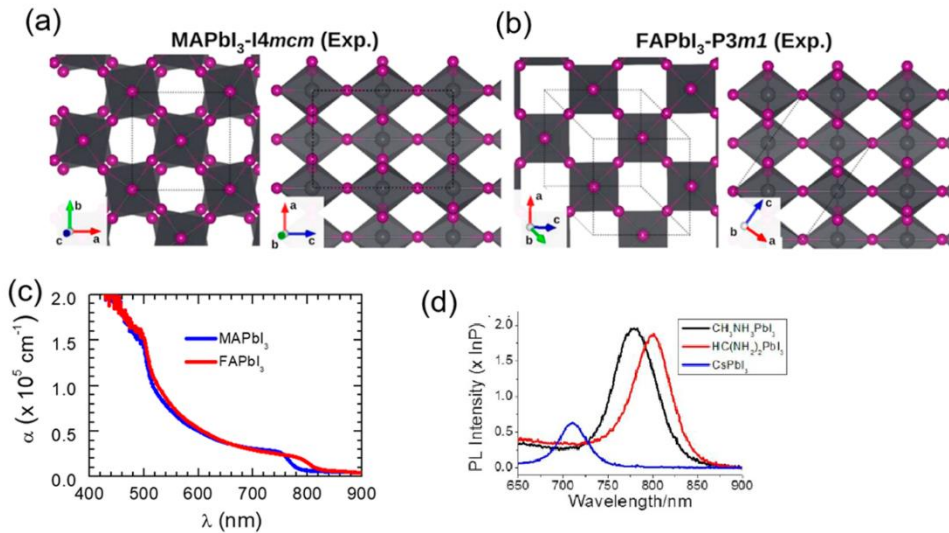 (a)
MAPbI3-I4mcm (Exp.)
b
c
a
a
b
c
(b)
FAPbI3-P3m1 (Exp.)
a
c
b
c
b
a
(c)
α (x 10^5 cm^-1)
2.0
1.5
1.0
0.5
0
400 500 600 700 800 900
λ (nm)
MAPbI3
FAPbI3
(d)
PL Intensity (x InP)
2.0
1.5
1.0
0.5
0.0
650 700 750 800 850 900
Wavelength/nm
CH3NH3PbI3
HC(NH2)2PbI3
CsPbI3